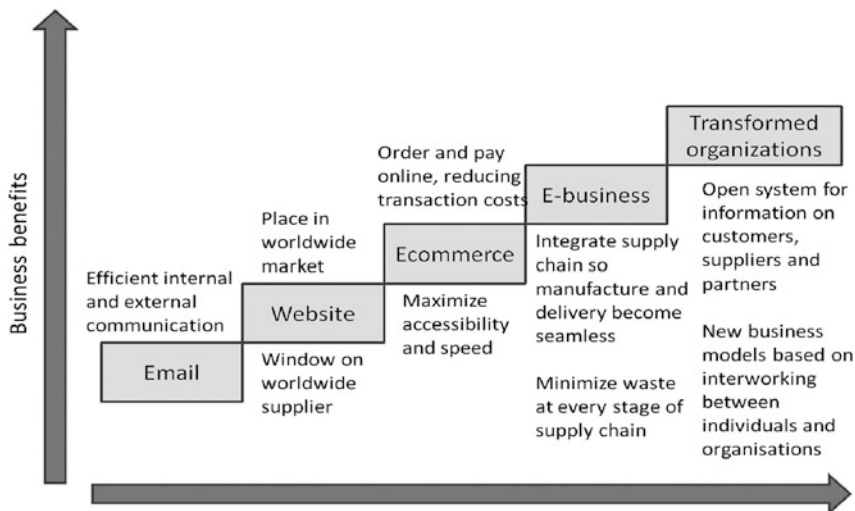 Business benefits
Email
Efficient internal
and external
communication
Website
Place in
worldwide
market
Window on
worldwide
supplier
Ecommerce
Order and pay
online, reducing
transaction costs
Maximize
accessibility
and speed
E-business
Integrate supply
chain so
manufacture and
delivery become
seamless
Minimize waste
at every stage of
supply chain
Transformed
organizations
Open system for
information on
customers,
suppliers and
partners
New business
models based on
interworking
between
individuals and
organisations